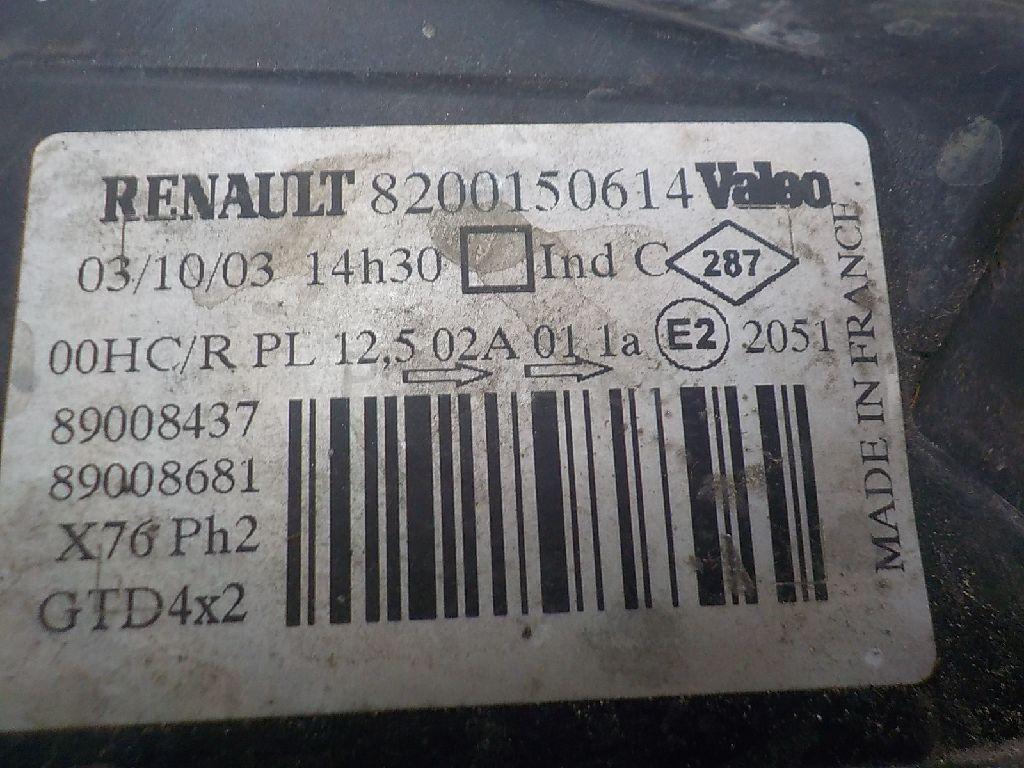 RENAULT 8200150614 Valeo
03/10/03 14h30 Ind C 287
00HC/R PL 12,5 02A 01 1a E2 2051
89008437
89008681
X76 Ph2
GTD4x2
MADE IN FRANCE